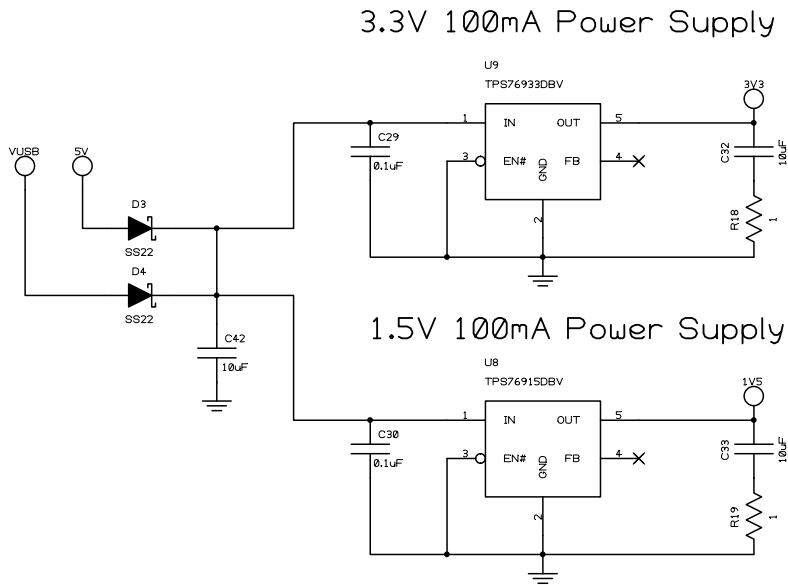 3.3V 100mA Power Supply
U9
TPS76933DBV
3V3
1 IN OUT 5
C29
0.1uF
3 EN# FB 4
GND
2
C32
10uF
R18
1
VUSB
5V
D3
SS22
D4
SS22
C42
10uF
1.5V 100mA Power Supply
U8
TPS76915DBV
1V5
1 IN OUT 5
C30
0.1uF
3 EN# FB 4
GND
2
C33
10uF
R19
1